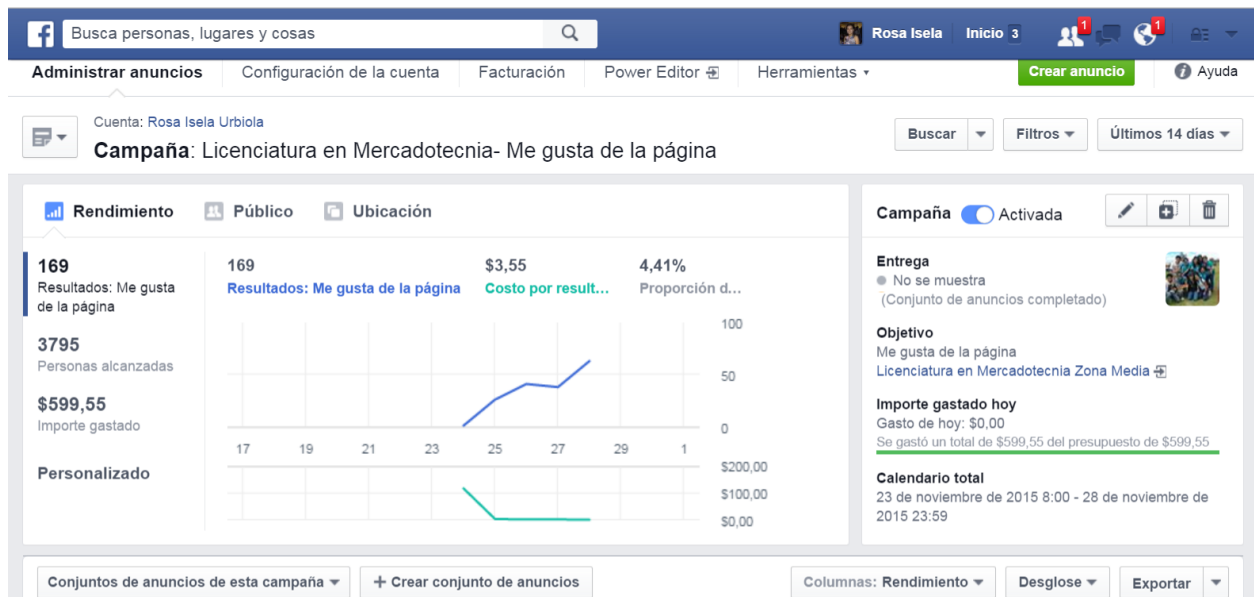 Busca personas, lugares y cosas
Rosa Isela
Inicio 3
1
1
Administrar anuncios
Configuración de la cuenta
Facturación
Power Editor
Herramientas
Crear anuncio
Ayuda
Cuenta: Rosa Isela Urbiola
Campaña: Licenciatura en Mercadotecnia- Me gusta de la página
Buscar
Filtros
Últimos 14 días
Rendimiento
Público
Ubicación
169
Resultados: Me gusta
de la página
3795
Personas alcanzadas
$599,55
Importe gastado
Personalizado
169
Resultados: Me gusta de la página
$3,55
Costo por result...
4,41%
Proporción d...
100
50
0
17 19 21 23 25 27 29 1
$200,00
$100,00
$0,00
Campaña Activada
Entrega
No se muestra
(Conjunto de anuncios completado)
Objetivo
Me gusta de la página
Licenciatura en Mercadotecnia Zona Media
Importe gastado hoy
Gasto de hoy: $0,00
Se gastó un total de $599,55 del presupuesto de $599,55
Calendario total
23 de noviembre de 2015 8:00 - 28 de noviembre de
2015 23:59
Conjuntos de anuncios de esta campaña
+ Crear conjunto de anuncios
Columnas: Rendimiento
Desglose
Exportar